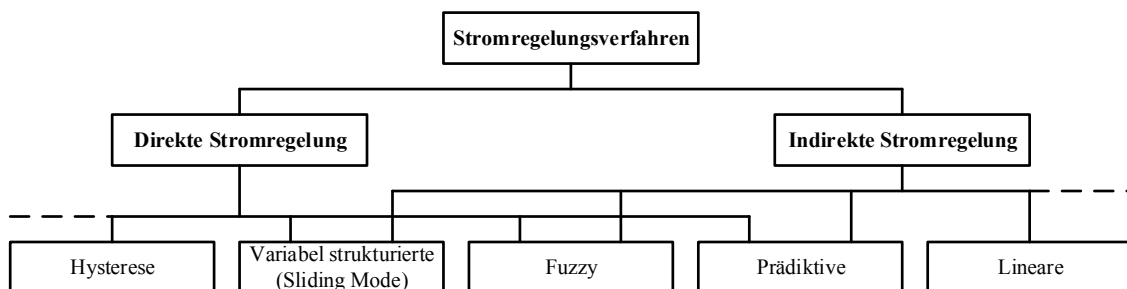 Stromregelungsverfahren
Direkte Stromregelung
Indirekte Stromregelung
Hysterese
Variabel strukturierte
(Sliding Mode)
Fuzzy
Prädiktive
Lineare